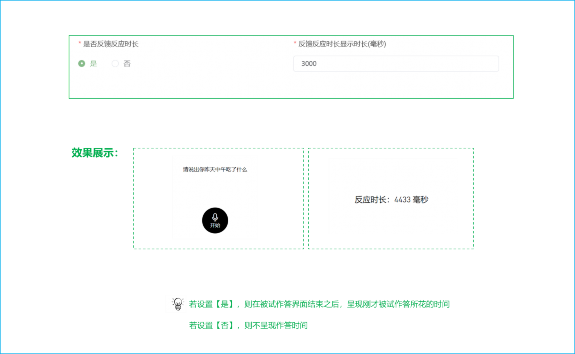 * 是否反馈反应时长
* 反馈反应时长显示时长(毫秒)
是 否
3000
效果展示：
请说出你昨天中午吃了什么
开始
反应时长：4433 毫秒
若设置【是】，则在被试作答界面结束之后，呈现刚才被试作答所花的时间
若设置【否】，则不呈现作答时间